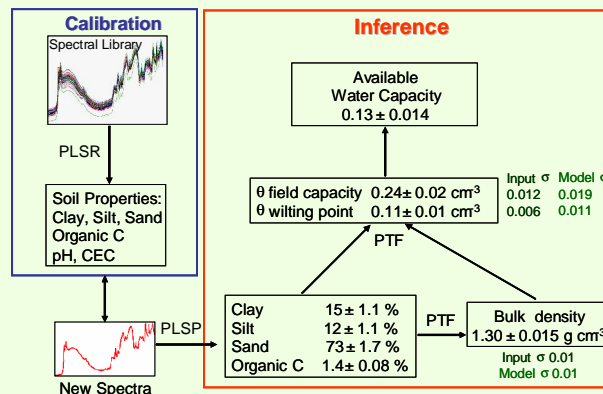 Calibration
Spectral Library
PLSR
Soil Properties:
Clay, Silt, Sand
Organic C
pH, CEC
New Spectra
PLSP
Inference
Available
Water Capacity
0.13± 0.014
θ field capacity 0.24± 0.02 cm³
θ wilting point 0.11± 0.01 cm³
Input σ Model σ
0.012 0.019
0.006 0.011
PTF
Clay 15± 1.1 %
Silt 12± 1.1 %
Sand 73± 1.7 %
Organic C 1.4± 0.08 %
PTF
Bulk density
1.30 ± 0.015 g cm³
Input σ 0.01
Model σ 0.01